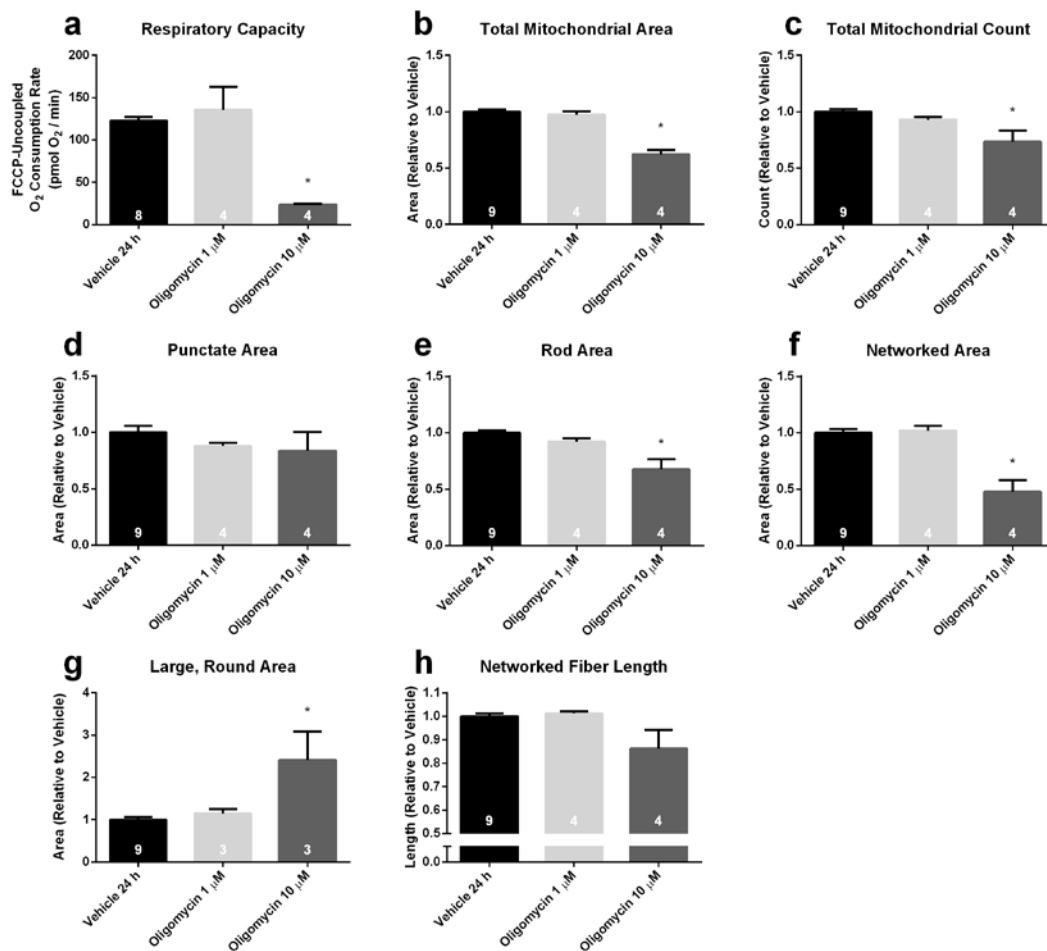 a Respiratory Capacity
FCCP-Uncoupled
O₂ Consumption Rate
(pmol O₂ / min)
200
150
100
50
0
8 4 4
*
Vehicle 24 h
Oligomycin 1 µM
Oligomycin 10 µM
b Total Mitochondrial Area
Area (Relative to Vehicle)
1.5
1.0
0.5
0.0
9 4 4
*
Vehicle 24 h
Oligomycin 1 µM
Oligomycin 10 µM
c Total Mitochondrial Count
Count (Relative to Vehicle)
1.5
1.0
0.5
0.0
9 4 4
*
Vehicle 24 h
Oligomycin 1 µM
Oligomycin 10 µM
d Punctate Area
Area (Relative to Vehicle)
1.5
1.0
0.5
0.0
9 4 4
Vehicle 24 h
Oligomycin 1 µM
Oligomycin 10 µM
e Rod Area
Area (Relative to Vehicle)
1.5
1.0
0.5
0.0
9 4 4
*
Vehicle 24 h
Oligomycin 1 µM
Oligomycin 10 µM
f Networked Area
Area (Relative to Vehicle)
1.5
1.0
0.5
0.0
9 4 4
*
Vehicle 24 h
Oligomycin 1 µM
Oligomycin 10 µM
g Large, Round Area
Area (Relative to Vehicle)
4
3
2
1
0
9 3 3
*
Vehicle 24 h
Oligomycin 1 µM
Oligomycin 10 µM
h Networked Fiber Length
Length (Relative to Vehicle)
1.1
1.0
0.9
0.8
0.7
0.6
0.5
0.0
9 4 4
Vehicle 24 h
Oligomycin 1 µM
Oligomycin 10 µM